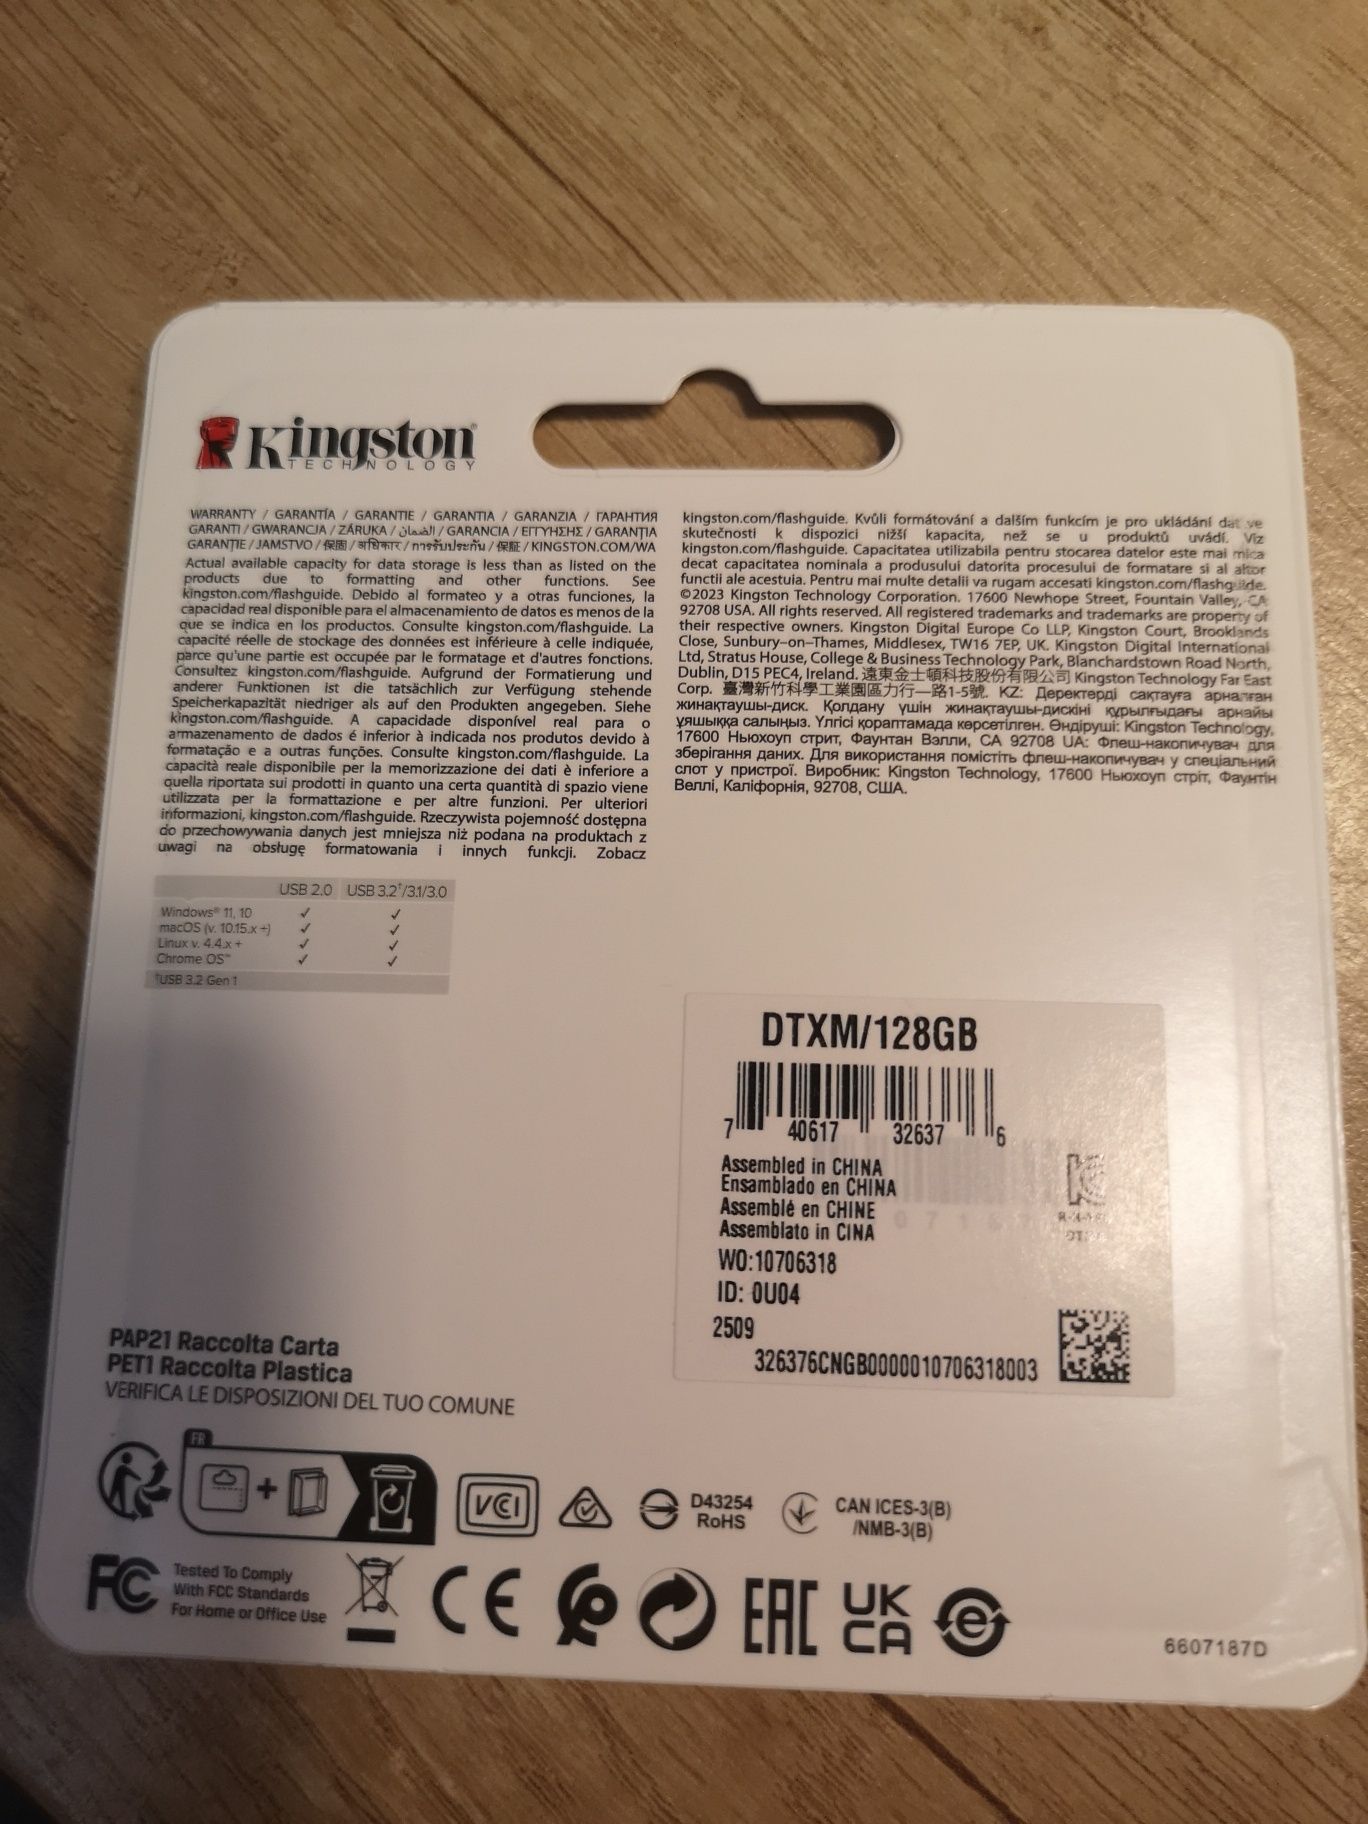 Kingston
TECHNOLOGY
WARRANTY / GARANTÍA / GARANTIE / GARANTIA / GARANZIA / ГАРАНТИЯ
GARANTI / GWARANCJA / ZÁRUKA / الضمان / GARANCIA / ΕΓΓΥΗΣΗΣ / GARANȚIA
GARANȚIE / JAMSTVO / 保固 / अधिकार / การรับประกัน / 保証 / KINGSTON.COM/WA
Actual available capacity for data storage is less than as listed on the
products due to formatting and other functions. See
kingston.com/flashguide. Debido al formateo y a otras funciones, la
capacidad real disponible para el almacenamiento de datos es menos de la
que se indica en los productos. Consulte kingston.com/flashguide. La
capacité réelle de stockage des données est inférieure à celle indiquée,
parce qu'une partie est occupée par le formatage et d'autres fonctions.
Consultez kingston.com/flashguide. Aufgrund der Formatierung und
anderer Funktionen ist die tatsächlich zur Verfügung stehende
Speicherkapazität niedriger als auf den Produkten angegeben. Siehe
kingston.com/flashguide. A capacidade disponível real para o
armazenamento de dados é inferior à indicada nos produtos devido à
formatação e a outras funções. Consulte kingston.com/flashguide. La
capacità reale disponibile per la memorizzazione dei dati è inferiore a
quella riportata sui prodotti in quanto una certa quantità di spazio viene
utilizzata per la formattazione e per altre funzioni. Per ulteriori
informazioni, kingston.com/flashguide. Rzeczywista pojemność dostępna
do przechowywania danych jest mniejsza niż podana na produktach z
uwagi na obsługę formatowania i innych funkcji. Zobacz
kingston.com/flashguide. Kvůli formátování a dalším funkcím je pro ukládání dat ve
skutečnosti k dispozici nižší kapacita, než se u produktů uvádí. Viz
kingston.com/flashguide. Capacitatea utilizabila pentru stocarea datelor este mai mica
decat capacitatea nominala a produsului datorita procesului de formatare si al altor
functii ale acestuia. Pentru mai multe detalii va rugam accesati kingston.com/flashguide.
©2023 Kingston Technology Corporation. 17600 Newhope Street, Fountain Valley, CA
92708 USA. All rights reserved. All registered trademarks and trademarks are property of
their respective owners. Kingston Digital Europe Co LLP, Kingston Court, Brooklands
Close, Sunbury-on-Thames, Middlesex, TW16 7EP, UK. Kingston Digital International
Ltd, Stratus House, College & Business Technology Park, Blanchardstown Road North,
Dublin, D15 PEC4, Ireland. 遠東金士頓科技股份有限公司 Kingston Technology Far East
Corp. 臺灣新竹科學工業園區力行一路1-5號. KZ: Деректерді сақтауға арналған
жинақтаушы-диск. Қолдану үшін жинақтаушы-дискіні құрылғыдағы арнайы
ұяшыққа салыңыз. Үлгісі қораптамада көрсетілген. Өндіруші: Kingston Technology,
17600 Ньюхоуп стрит, Фаунтан Вэлли, CA 92708 UA: Флеш-накопичувач для
зберігання даних. Для використання помістіть флеш-накопичувач у спеціальний
слот у пристрої. Виробник: Kingston Technology, 17600 Ньюхоуп стріт, Фаунтін
Веллі, Каліфорнія, 92708, США.
USB 2.0 USB 3.2†/3.1/3.0
Windows® 11, 10 ✓ ✓
macOS (v. 10.15.x +) ✓ ✓
Linux v. 4.4.x + ✓ ✓
Chrome OS™ ✓ ✓
†USB 3.2 Gen 1
DTXM/128GB
7 40617 32637 6
Assembled in CHINA
Ensamblado en CHINA
Assemblé en CHINE
Assemblato in CINA
WO:10706318
ID: 0U04
2509
326376CNGB0000010706318003
PAP21 Raccolta Carta
PET1 Raccolta Plastica
VERIFICA LE DISPOSIZIONI DEL TUO COMUNE
FR
VCI
D43254
RoHS
CAN ICES-3(B)
/NMB-3(B)
FC
Tested To Comply
With FCC Standards
For Home or Office Use
CE
EAC
UK
CA
6607187D